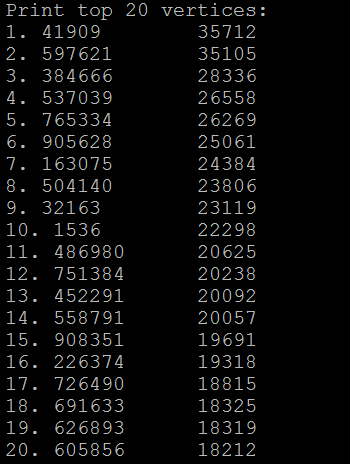 Print top 20 vertices:
1. 41909 35712
2. 597621 35105
3. 384666 28336
4. 537039 26558
5. 765334 26269
6. 905628 25061
7. 163075 24384
8. 504140 23806
9. 32163 23119
10. 1536 22298
11. 486980 20625
12. 751384 20238
13. 452291 20092
14. 558791 20057
15. 908351 19691
16. 226374 19318
17. 726490 18815
18. 691633 18325
19. 626893 18319
20. 605856 18212